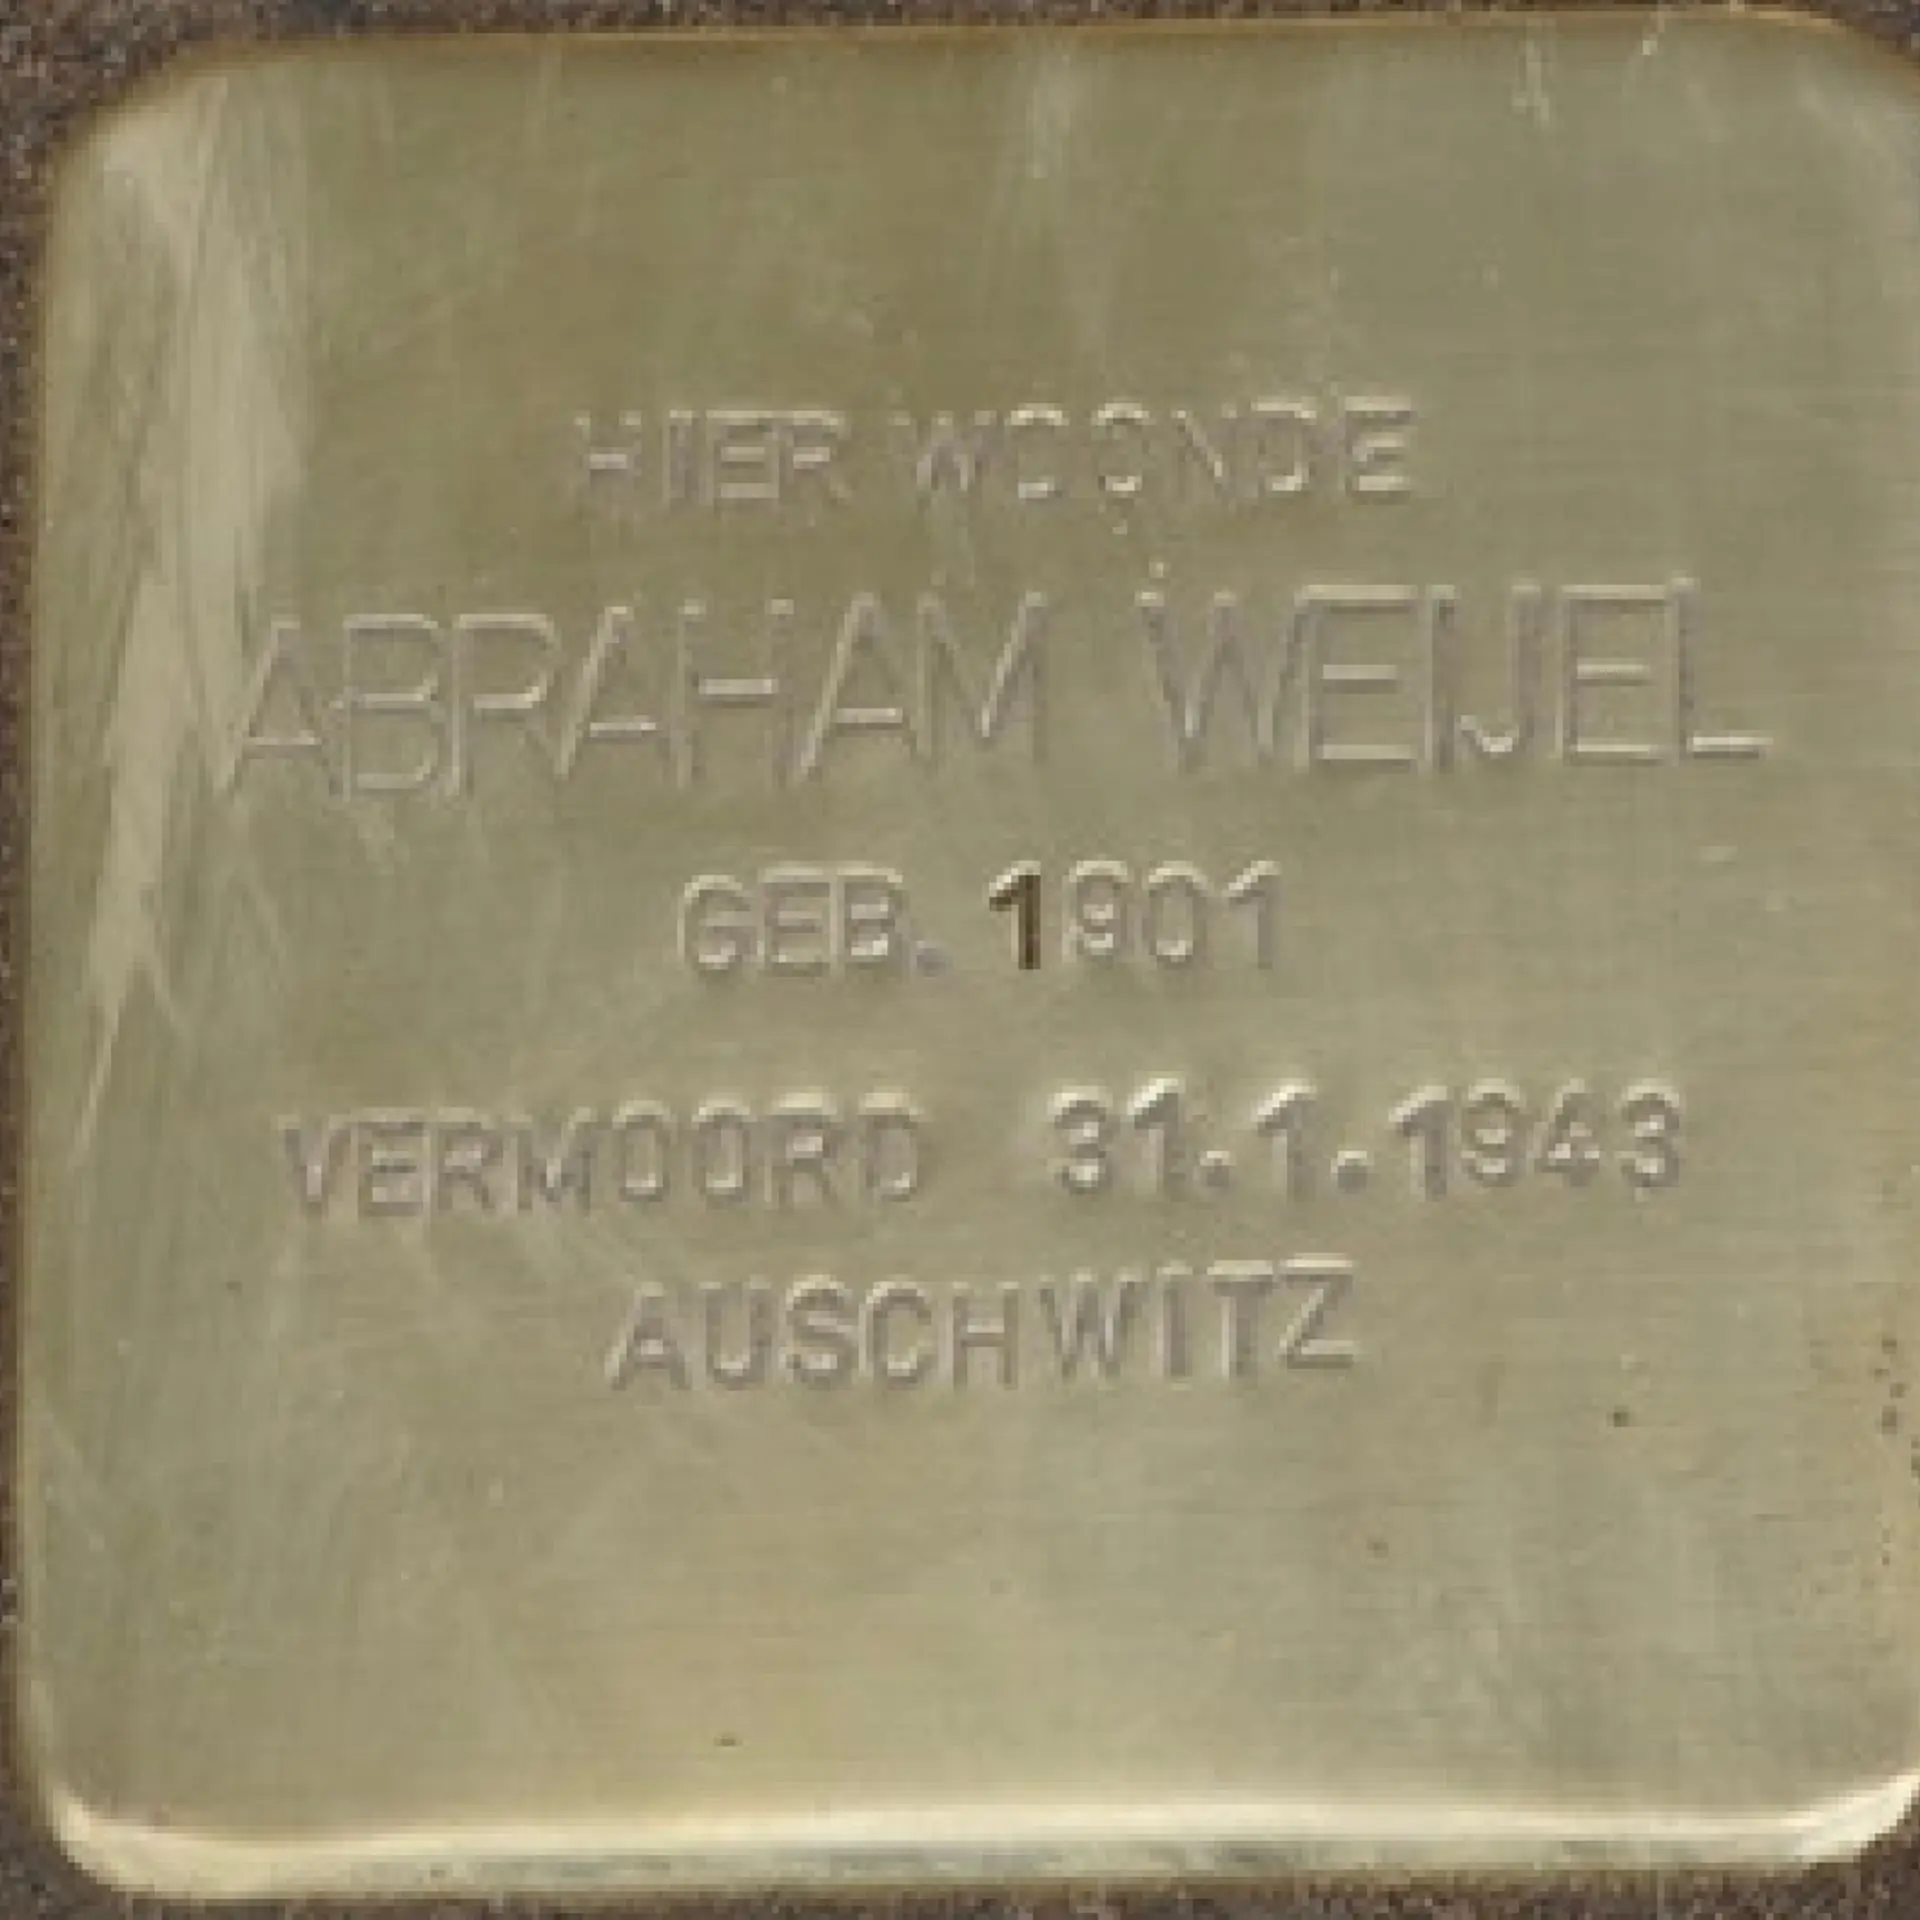 HIER WOONDE
ABRAHAM WEIJEL
GEB. 1901
VERMOORD 31.1.1943
AUSCHWITZ